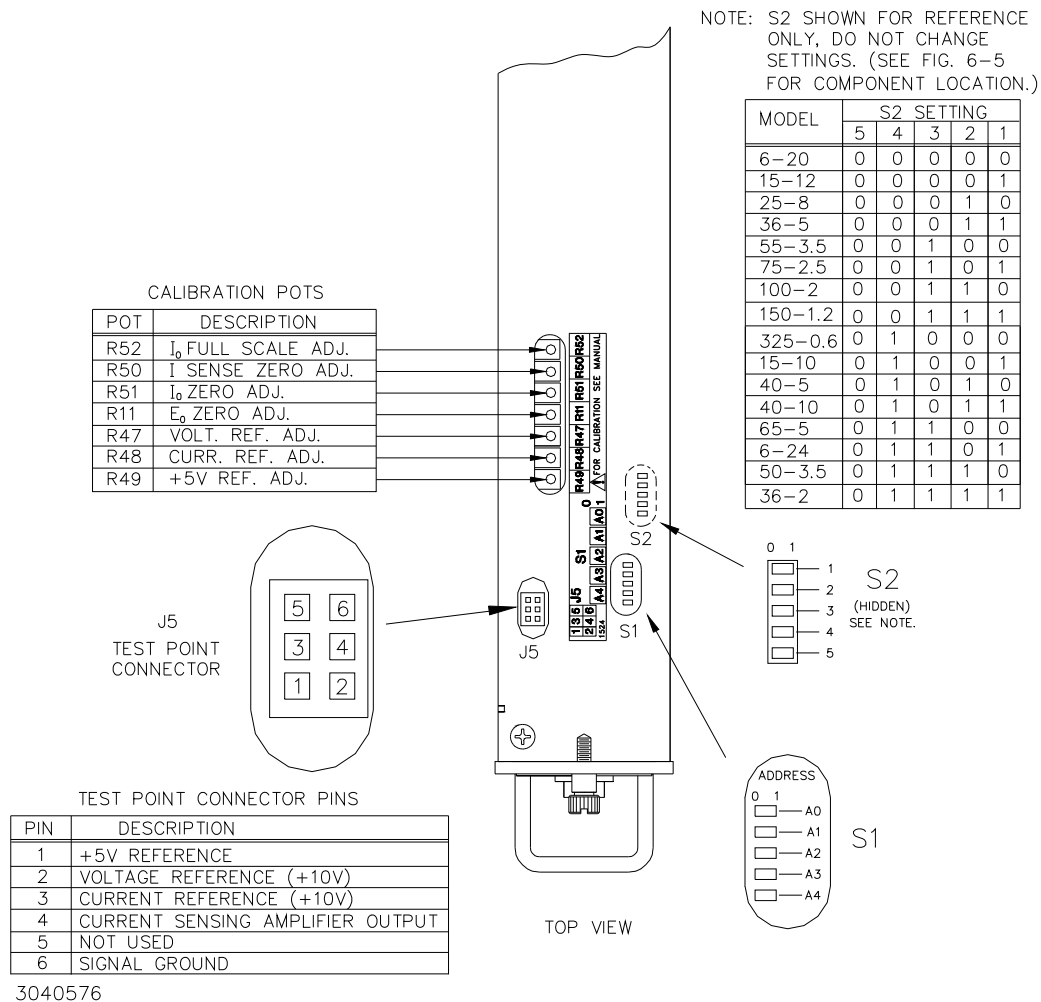 NOTE: S2 SHOWN FOR REFERENCE
ONLY, DO NOT CHANGE
SETTINGS. (SEE FIG. 6-5
FOR COMPONENT LOCATION.)
MODEL S2 SETTING
5 4 3 2 1
6-20 0 0 0 0 0
15-12 0 0 0 0 1
25-8 0 0 0 1 0
36-5 0 0 0 1 1
55-3.5 0 0 1 0 0
75-2.5 0 0 1 0 1
100-2 0 0 1 1 0
150-1.2 0 0 1 1 1
325-0.6 0 1 0 0 0
15-10 0 1 0 0 1
40-5 0 1 0 1 0
40-10 0 1 0 1 1
65-5 0 1 1 0 0
6-24 0 1 1 0 1
50-3.5 0 1 1 1 0
36-2 0 1 1 1 1
CALIBRATION POTS
POT DESCRIPTION
R52 I₀ FULL SCALE ADJ.
R50 I SENSE ZERO ADJ.
R51 I₀ ZERO ADJ.
R11 E₀ ZERO ADJ.
R47 VOLT. REF. ADJ.
R48 CURR. REF. ADJ.
R49 +5V REF. ADJ.
R49 R48 R47 R11 R51 R50 R52
FOR CALIBRATION SEE MANUAL
0 1
S1
A4 A3 A2 A1 A0
J5
1 3 5
2 4 6
1524
S2
S1
J5
J5
TEST POINT
CONNECTOR
5 6
3 4
1 2
0 1
1
2
3
4
5
S2
(HIDDEN)
SEE NOTE.
ADDRESS
0 1
A0
A1
A2
A3
A4
S1
TOP VIEW
TEST POINT CONNECTOR PINS
PIN DESCRIPTION
1 +5V REFERENCE
2 VOLTAGE REFERENCE (+10V)
3 CURRENT REFERENCE (+10V)
4 CURRENT SENSING AMPLIFIER OUTPUT
5 NOT USED
6 SIGNAL GROUND
3040576